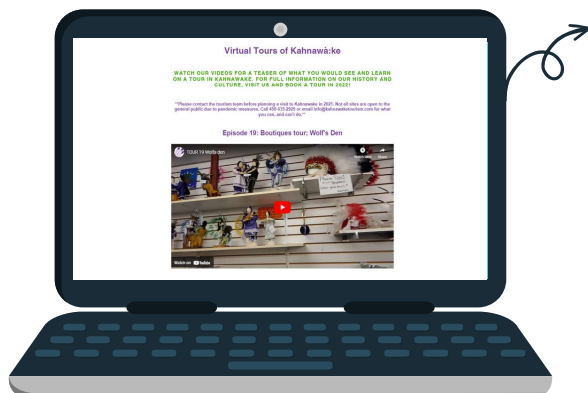 Virtual Tours of Kahnawà:ke
WATCH OUR VIDEOS FOR A TEASER OF WHAT YOU WOULD SEE AND LEARN
ON A TOUR IN KAHNAWAKE. FOR FULL INFORMATION ON OUR HISTORY AND
CULTURE, VISIT US AND BOOK A TOUR IN 2022!
**Please contact the tourism team before planning a visit to Kahnawake in 2021. Not all sites are open to the
general public due to pandemic measures. Call 450-635-2925 or email info@kahnawaketourism.com for what
you can, and can't do.**
Episode 19: Boutiques tour; Wolf's Den
TOUR 19 Wolfs den
Watch later
Share
Watch on YouTube